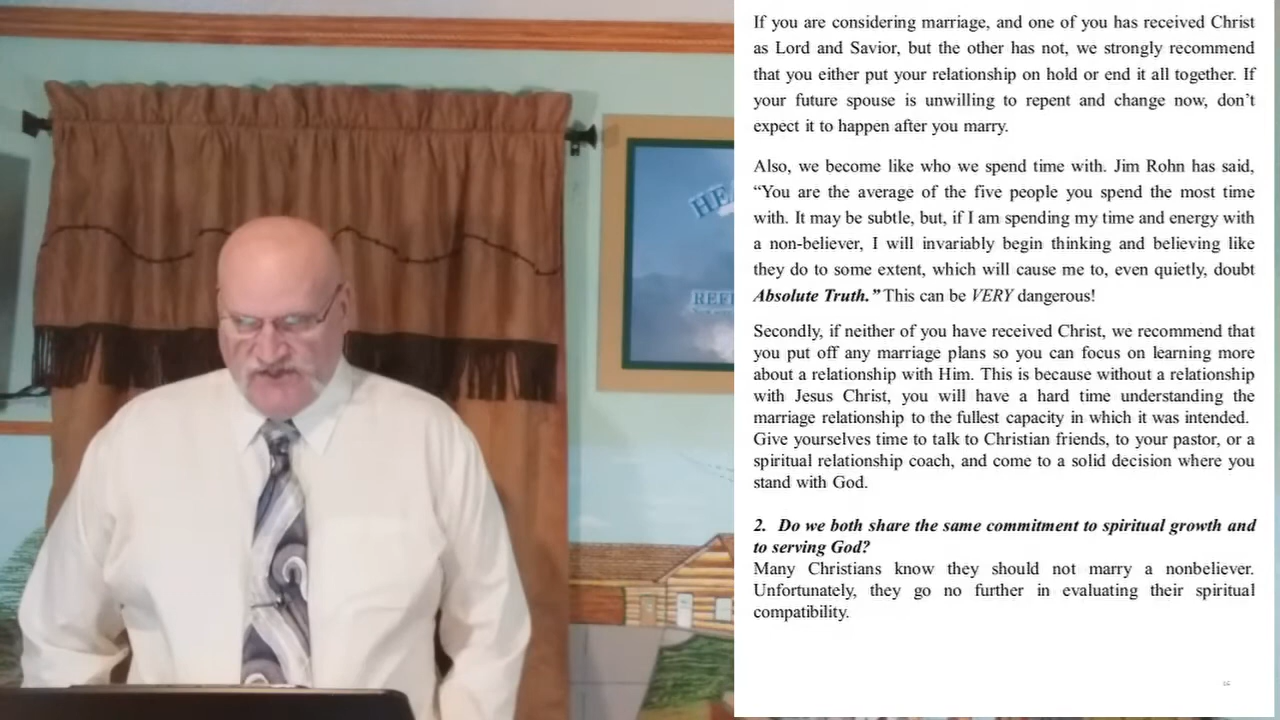 HE
REFI
If you are considering marriage, and one of you has received Christ
as Lord and Savior, but the other has not, we strongly recommend
that you either put your relationship on hold or end it all together. If
your future spouse is unwilling to repent and change now, don’t
expect it to happen after you marry.
Also, we become like who we spend time with. Jim Rohn has said,
“You are the average of the five people you spend the most time
with. It may be subtle, but, if I am spending my time and energy with
a non-believer, I will invariably begin thinking and believing like
they do to some extent, which will cause me to, even quietly, doubt
Absolute Truth.” This can be VERY dangerous!
Secondly, if neither of you have received Christ, we recommend that
you put off any marriage plans so you can focus on learning more
about a relationship with Him. This is because without a relationship
with Jesus Christ, you will have a hard time understanding the
marriage relationship to the fullest capacity in which it was intended.
Give yourselves time to talk to Christian friends, to your pastor, or a
spiritual relationship coach, and come to a solid decision where you
stand with God.
2. Do we both share the same commitment to spiritual growth and
to serving God?
Many Christians know they should not marry a nonbeliever.
Unfortunately, they go no further in evaluating their spiritual
compatibility.